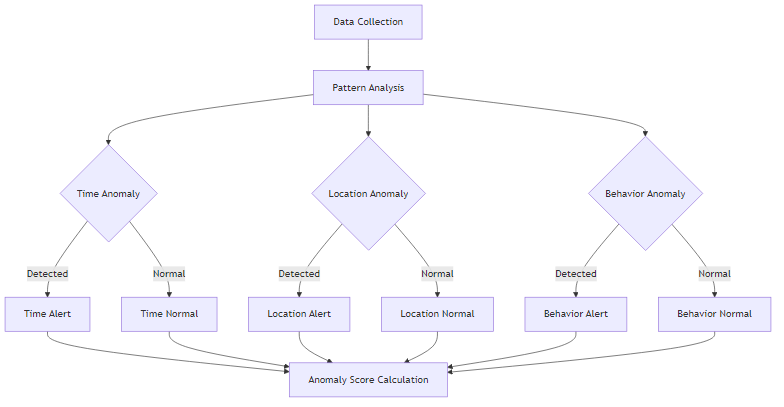 Data Collection
Pattern Analysis
Time Anomaly
Location Anomaly
Behavior Anomaly
Detected
Normal
Detected
Normal
Detected
Normal
Time Alert
Time Normal
Location Alert
Location Normal
Behavior Alert
Behavior Normal
Anomaly Score Calculation